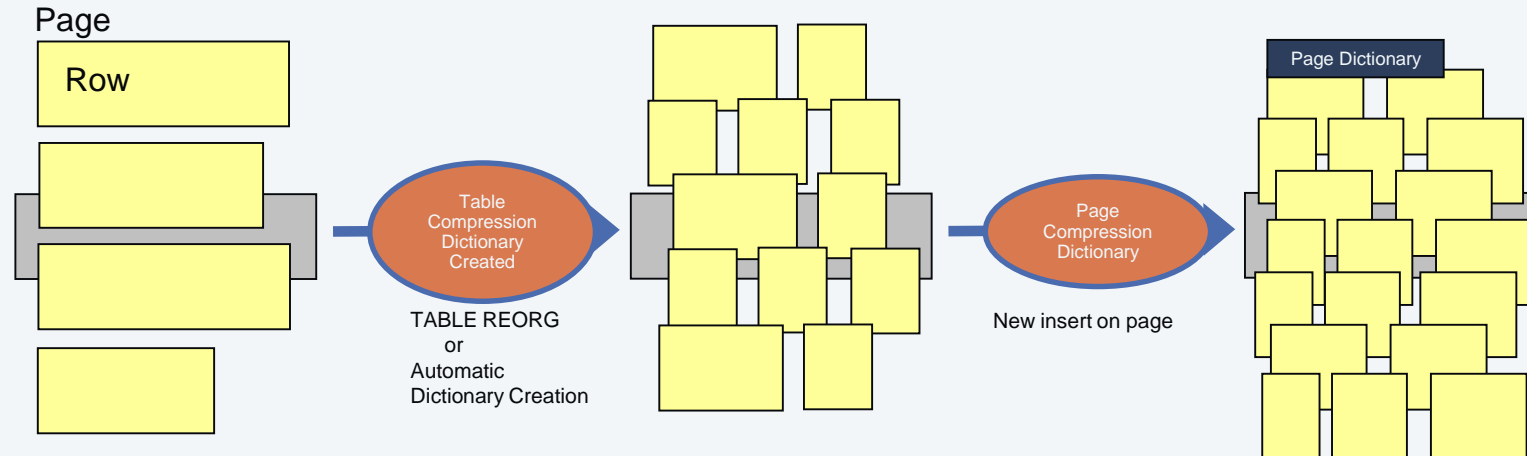 Page
Row
Table
Compression
Dictionary
Created
TABLE REORG
or
Automatic
Dictionary Creation
Page
Compression
Dictionary
New insert on page
Page Dictionary